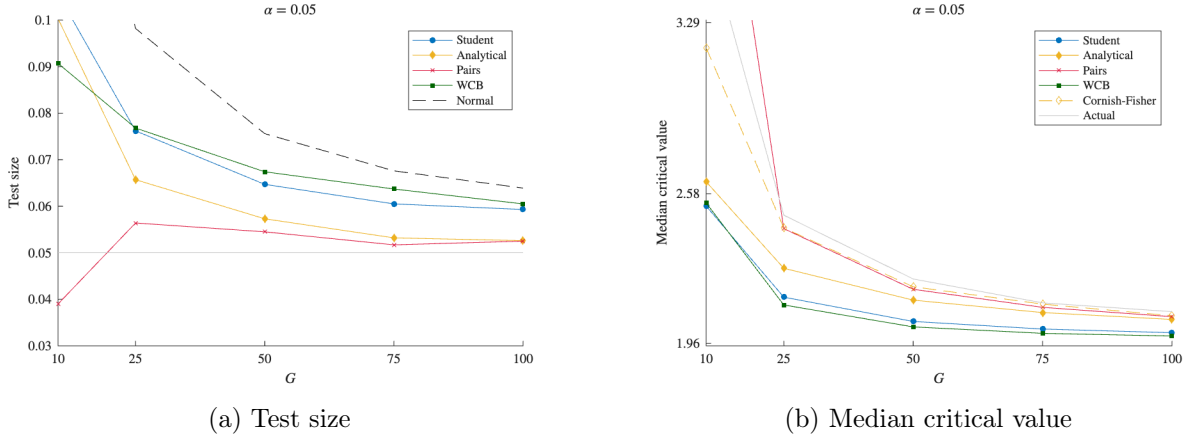 α = 0.05
0.1
0.09
0.08
0.07
0.06
0.05
0.04
0.03
Test size
10
25
50
75
100
G
Student
Analytical
Pairs
WCB
Normal
(a) Test size
α = 0.05
3.29
2.58
1.96
Median critical value
10
25
50
75
100
G
Student
Analytical
Pairs
WCB
Cornish-Fisher
Actual
(b) Median critical value